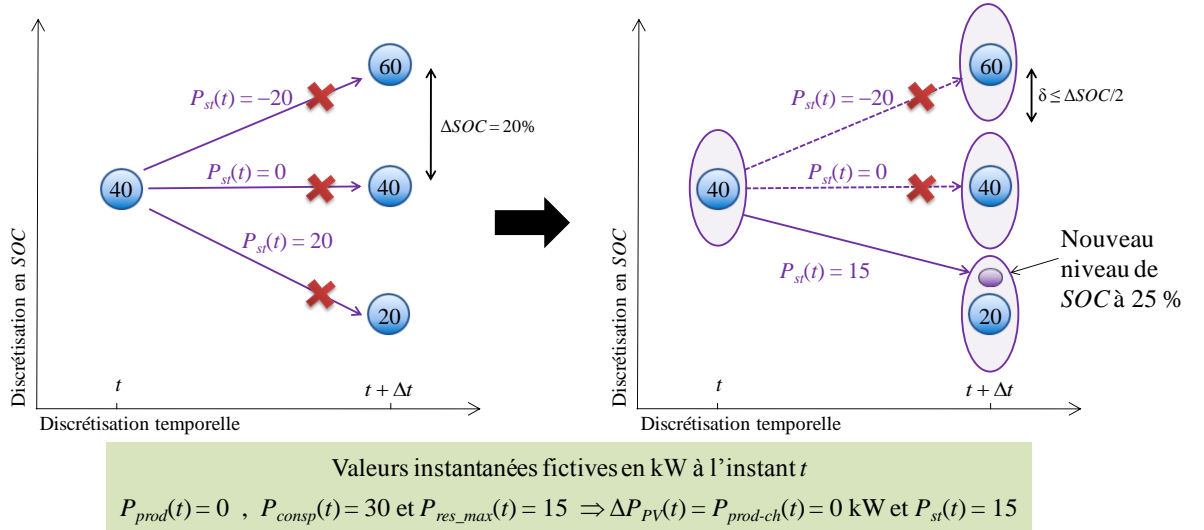 60
P_st(t) = −20
ΔSOC = 20%
P_st(t) = 0
40
40
P_st(t) = 20
20
t
t + Δt
Discrétisation en SOC
Discrétisation temporelle
60
P_st(t) = −20
δ ≤ ΔSOC/2
P_st(t) = 0
40
40
P_st(t) = 15
Nouveau
niveau de
SOC à 25 %
20
t
t + Δt
Discrétisation en SOC
Discrétisation temporelle
Valeurs instantanées fictives en kW à l’instant t
P_prod(t) = 0 , P_consp(t) = 30 et P_res_max(t) = 15 ⇒ ΔP_PV(t) = P_prod-ch(t) = 0 kW et P_st(t) = 15